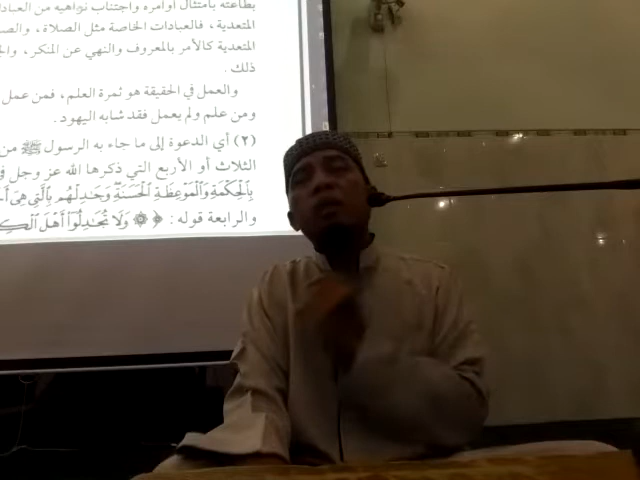 بطاعته بامتثال أوامره واجتناب نواهيه من العبادات
المتعدية، فالعبادات الخاصة مثل الصلاة، والصـ
المتعدية كالأمر بالمعروف والنهي عن المنكر، والجـ
ذلك.
والعمل في الحقيقة هو ثمرة العلم، فمن عمل
ومن علم ولم يعمل فقد شابه اليهود.
(٢) أي الدعوة إلى ما جاء به الرسول ﷺ من
الثلاث أو الأربع التي ذكرها الله عز وجل في
بِالْحِكْمَةِ وَالْمَوْعِظَةِ الْحَسَنَةِ وَجَادِلْهُم بِالَّتِي هِيَ أَحـ
والرابعة قوله: ﴿ ۞ وَلَا تُجَادِلُوا أَهْلَ الْكِـ